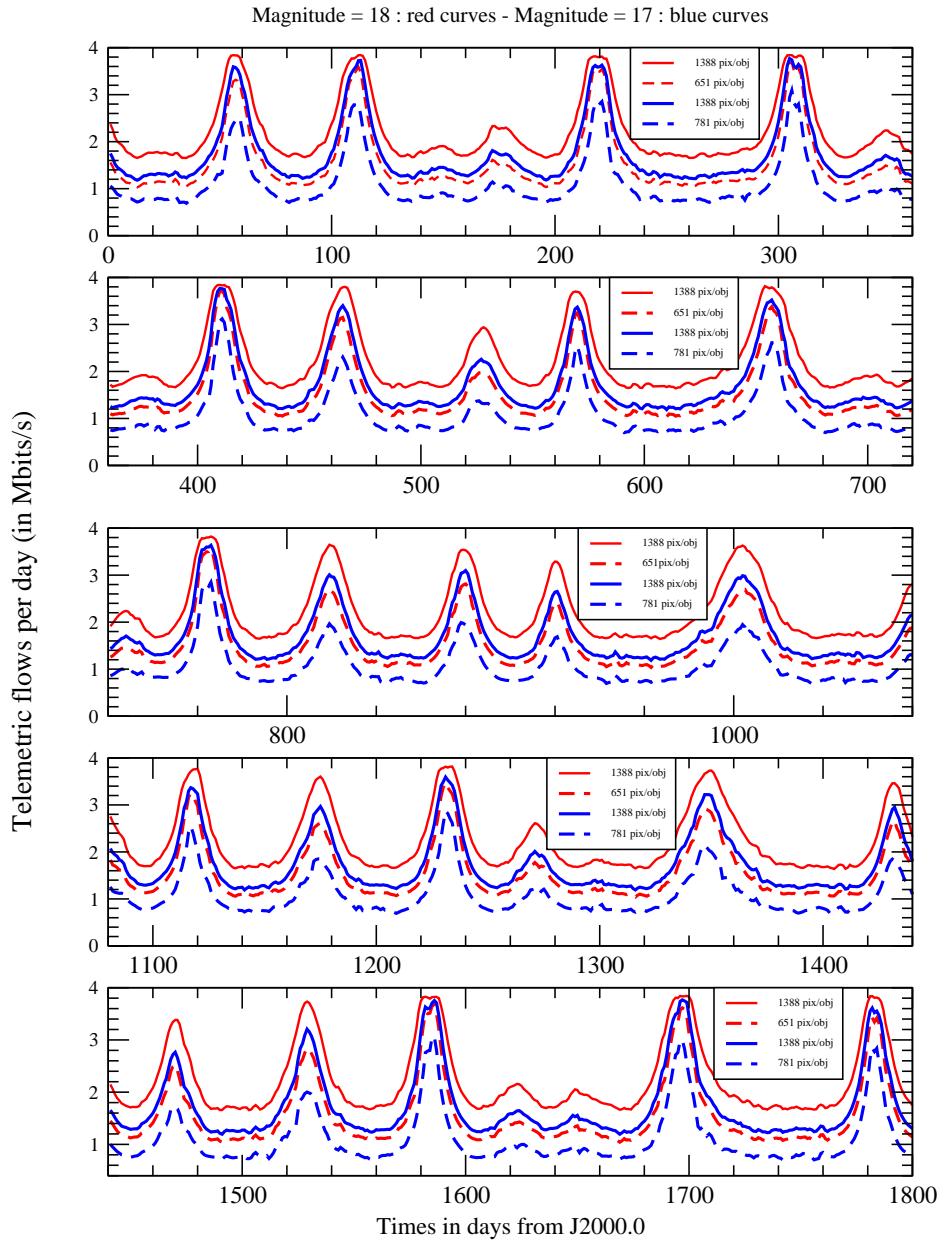 Magnitude = 18 : red curves - Magnitude = 17 : blue curves
Telemetric flows per day (in Mbits/s)
4
3
2
1
0
0
100
200
300
1388 pix/obj
651 pix/obj
1388 pix/obj
781 pix/obj
4
3
2
1
0
400
500
600
700
1388 pix/obj
651 pix/obj
1388 pix/obj
781 pix/obj
4
3
2
1
0
800
1000
1388 pix/obj
651pix/obj
1388 pix/obj
781 pix/obj
4
3
2
1
0
1100
1200
1300
1400
1388 pix/obj
651 pix/obj
1388 pix/obj
781 pix/obj
4
3
2
1
1500
1600
1700
1800
1388 pix/obj
651 pix/obj
1388 pix/obj
781 pix/obj
Times in days from J2000.0